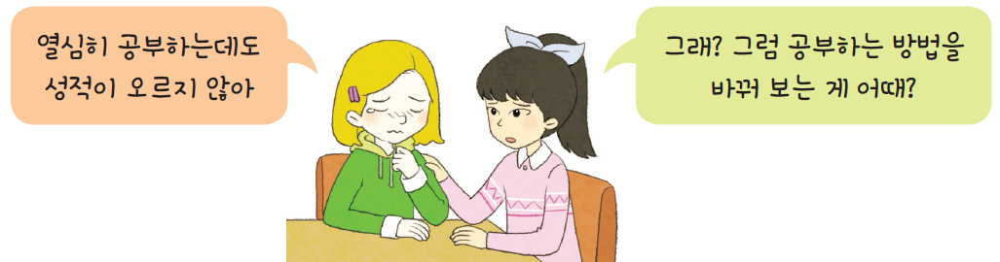 열심히 공부하는데도
성적이 오르지 않아
그래? 그럼 공부하는 방법을
바꿔 보는 게 어때?